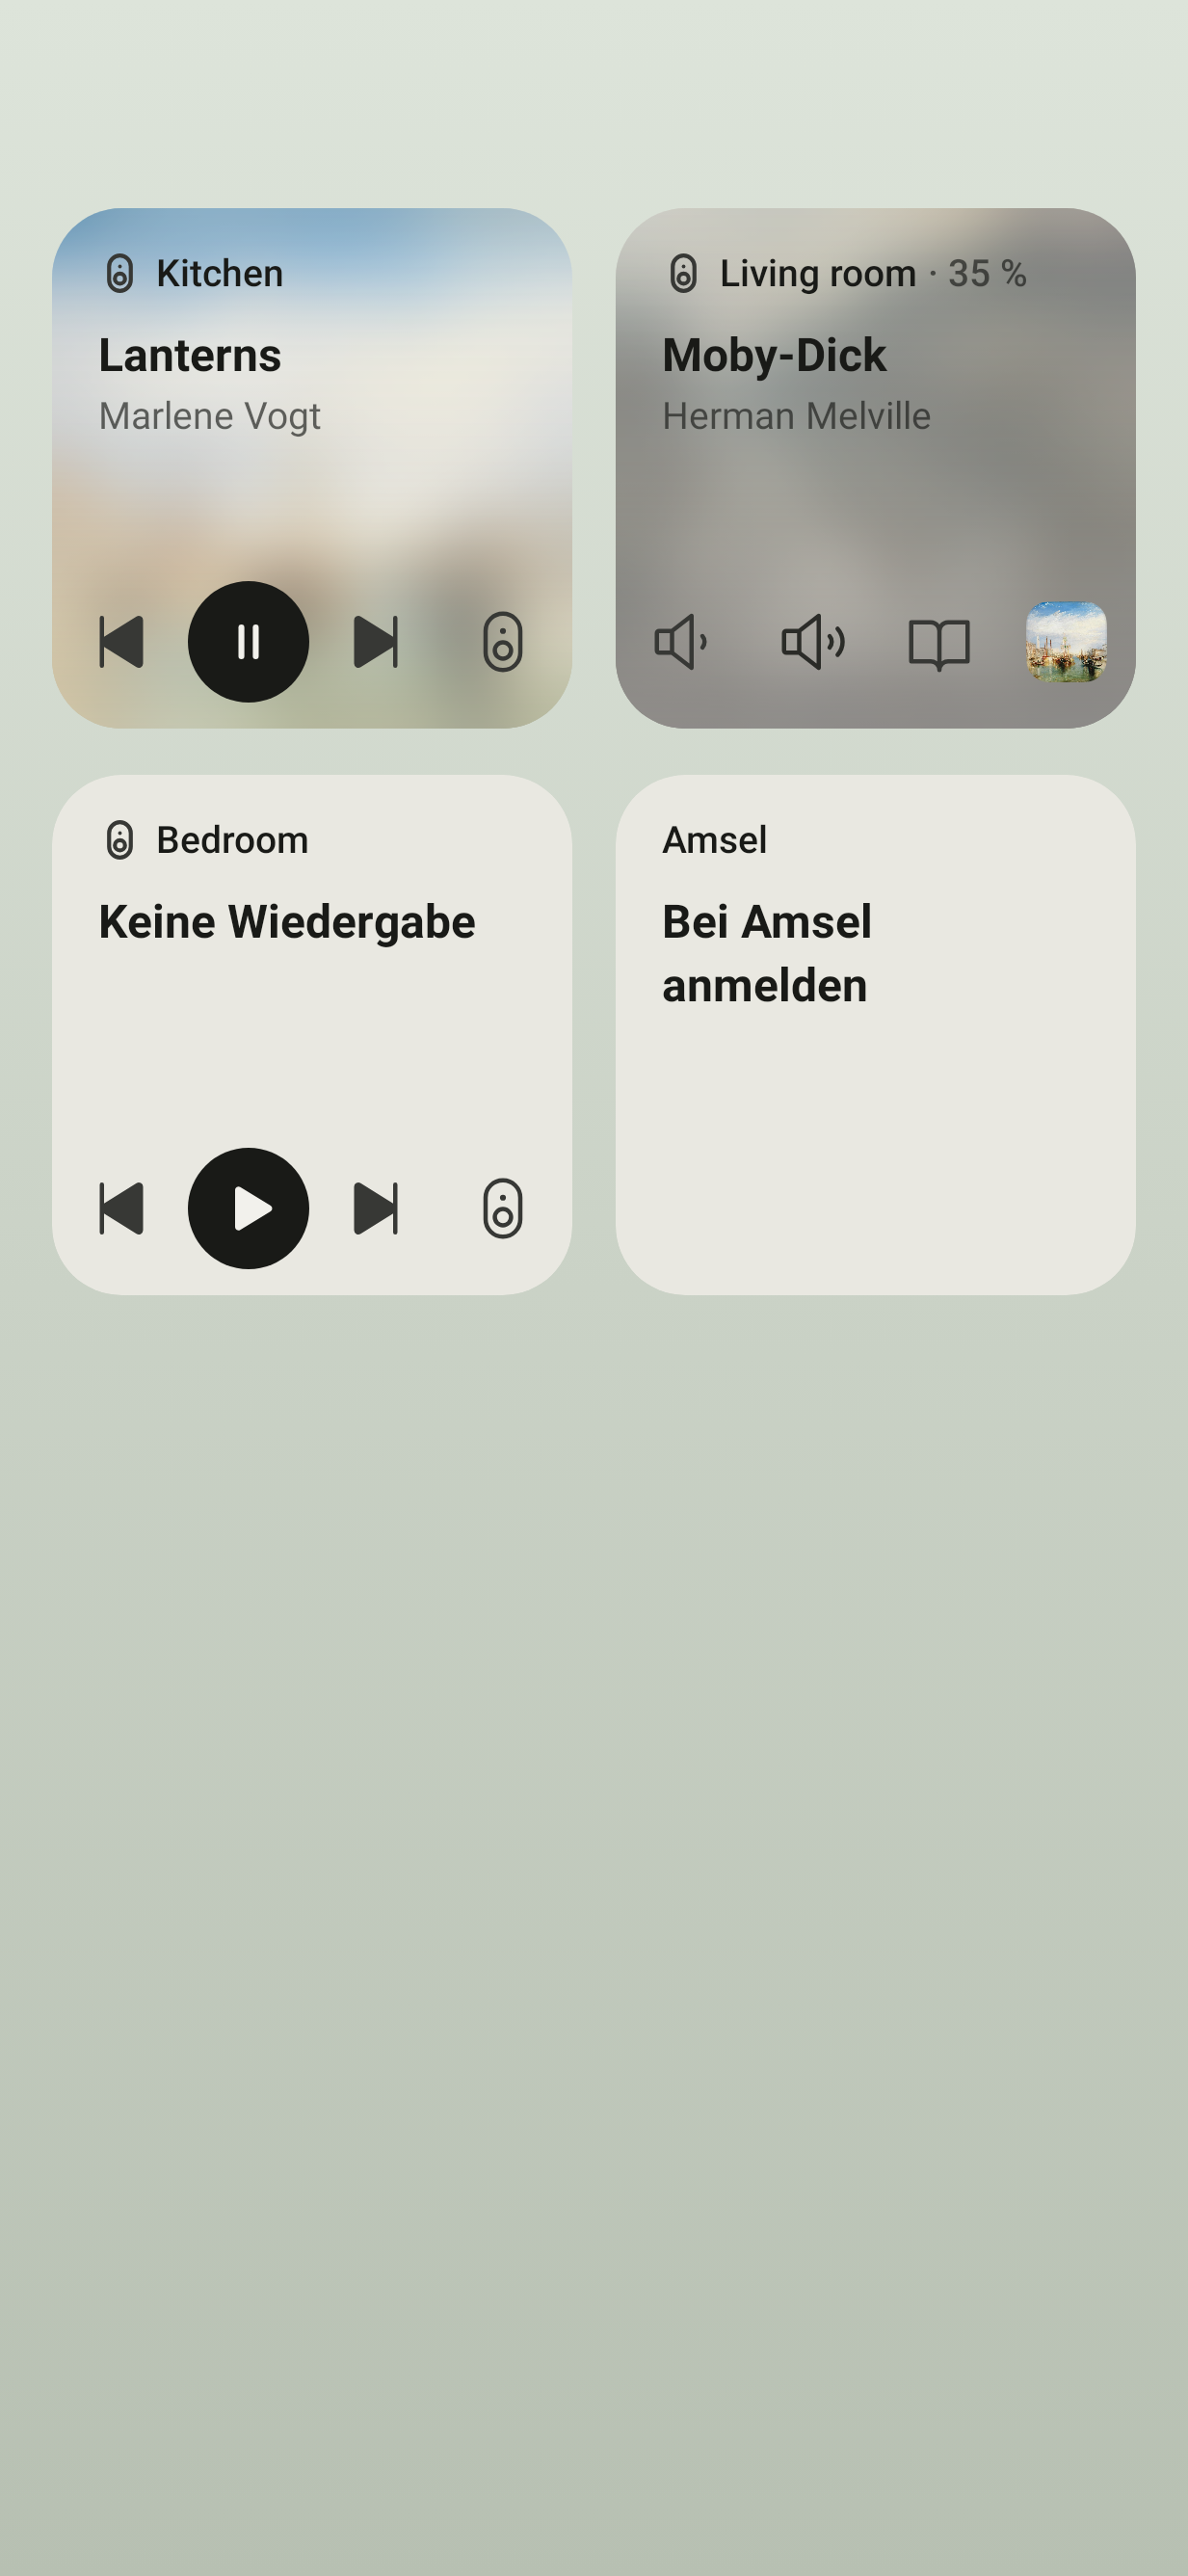 Kitchen
Lanterns
Marlene Vogt
Living room · 35 %
Moby-Dick
Herman Melville
Bedroom
Keine Wiedergabe
Amsel
Bei Amsel
anmelden